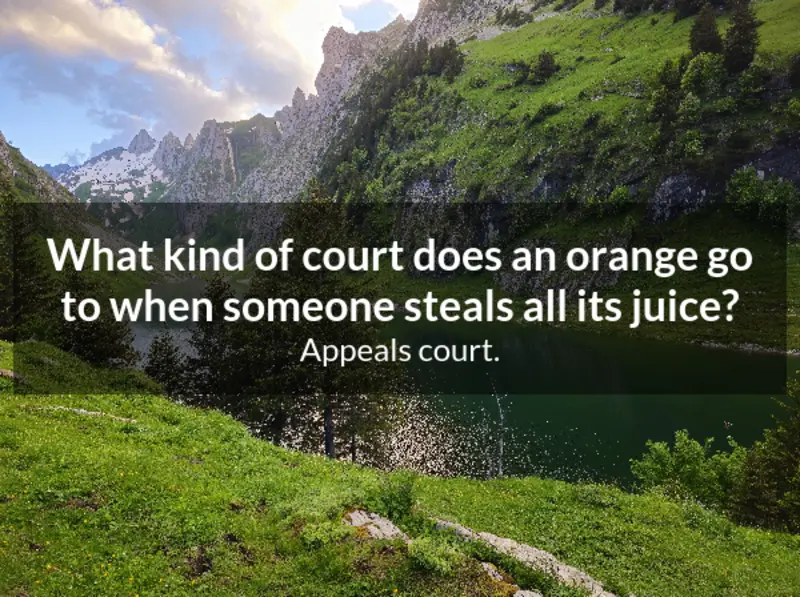 What kind of court does an orange go
to when someone steals all its juice?
Appeals court.